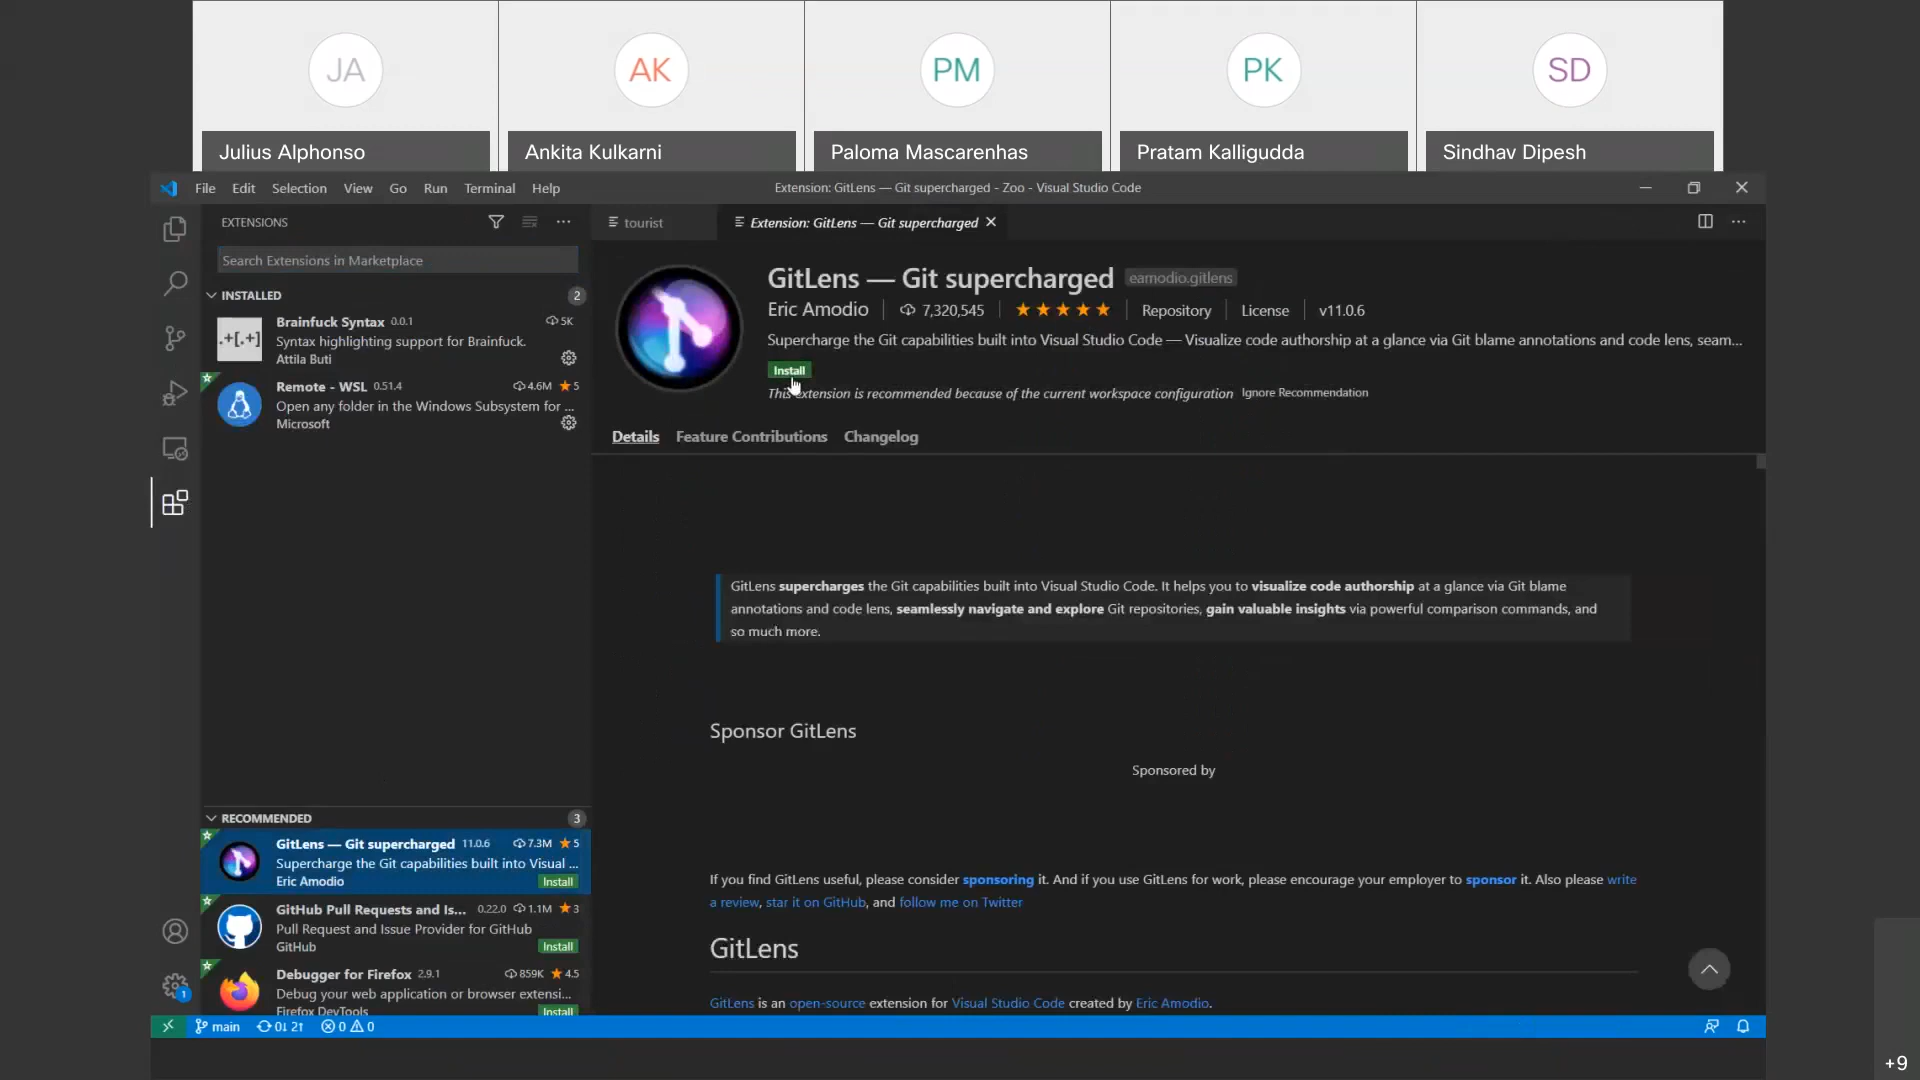 JA
AK
PM
PK
SD
Julius Alphonso
Ankita Kulkarni
Paloma Mascarenhas
Pratam Kalligudda
Sindhav Dipesh
File Edit Selection View Go Run Terminal Help
Extension: GitLens — Git supercharged - Zoo - Visual Studio Code
EXTENSIONS
tourist
Extension: GitLens — Git supercharged
Search Extensions in Marketplace
INSTALLED 2
Brainfuck Syntax 0.0.1 5K
.+[.+]
Syntax highlighting support for Brainfuck.
Attila Buti
Remote - WSL 0.51.4 4.6M ★5
Open any folder in the Windows Subsystem for ...
Microsoft
GitLens — Git supercharged eamodio.gitlens
Eric Amodio 7,320,545 ★★★★★ Repository License v11.0.6
Supercharge the Git capabilities built into Visual Studio Code — Visualize code authorship at a glance via Git blame annotations and code lens, seam...
Install
This extension is recommended because of the current workspace configuration Ignore Recommendation
Details Feature Contributions Changelog
GitLens supercharges the Git capabilities built into Visual Studio Code. It helps you to visualize code authorship at a glance via Git blame
annotations and code lens, seamlessly navigate and explore Git repositories, gain valuable insights via powerful comparison commands, and
so much more.
Sponsor GitLens
Sponsored by
If you find GitLens useful, please consider sponsoring it. And if you use GitLens for work, please encourage your employer to sponsor it. Also please write
a review, star it on GitHub, and follow me on Twitter
GitLens
GitLens is an open-source extension for Visual Studio Code created by Eric Amodio.
RECOMMENDED 3
GitLens — Git supercharged 11.0.6 7.3M ★5
Supercharge the Git capabilities built into Visual ...
Eric Amodio Install
GitHub Pull Requests and Is... 0.22.0 1.1M ★3
Pull Request and Issue Provider for GitHub
GitHub Install
Debugger for Firefox 2.9.1 859K ★4.5
Debug your web application or browser extensi...
Firefox DevTools Install
1
main 0↓ 2↑ 0 0
+9